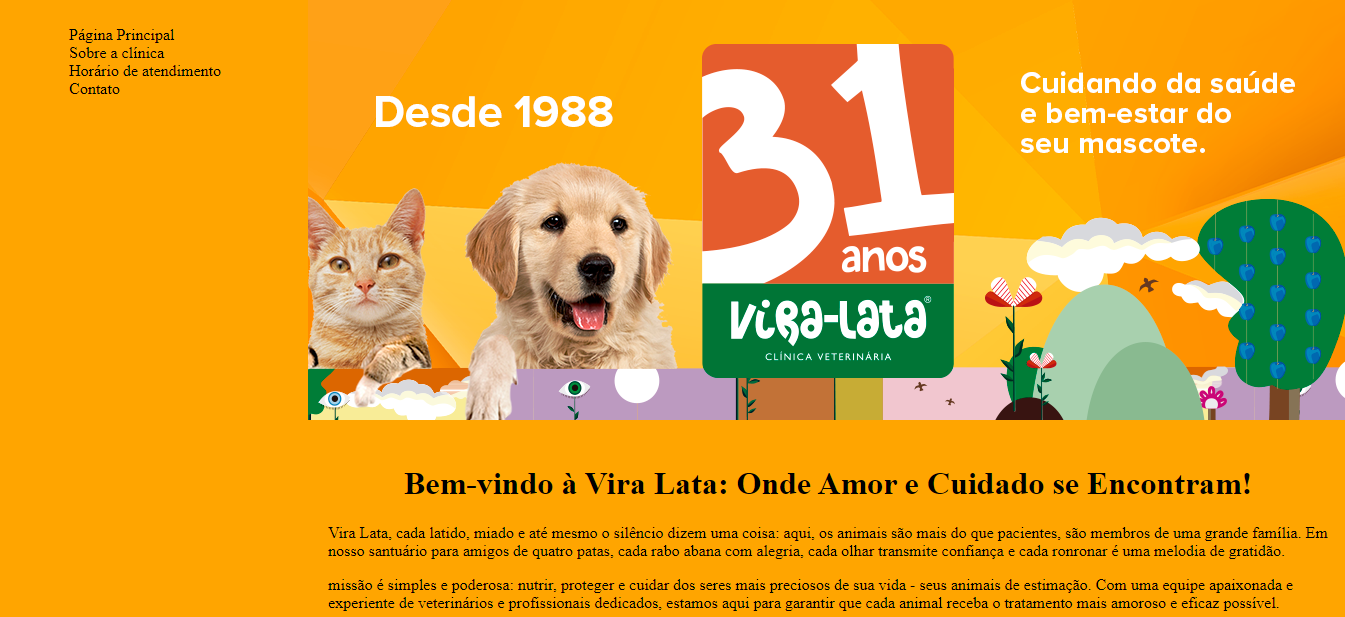 Página Principal
Sobre a clínica
Horário de atendimento
Contato
Desde 1988
31
anos
Vira-Lata®
CLÍNICA VETERINÁRIA
Cuidando da saúde
e bem-estar do
seu mascote.
Bem-vindo à Vira Lata: Onde Amor e Cuidado se Encontram!
Vira Lata, cada latido, miado e até mesmo o silêncio dizem uma coisa: aqui, os animais são mais do que pacientes, são membros de uma grande família. Em
nosso santuário para amigos de quatro patas, cada rabo abana com alegria, cada olhar transmite confiança e cada ronronar é uma melodia de gratidão.
missão é simples e poderosa: nutrir, proteger e cuidar dos seres mais preciosos de sua vida - seus animais de estimação. Com uma equipe apaixonada e
experiente de veterinários e profissionais dedicados, estamos aqui para garantir que cada animal receba o tratamento mais amoroso e eficaz possível.